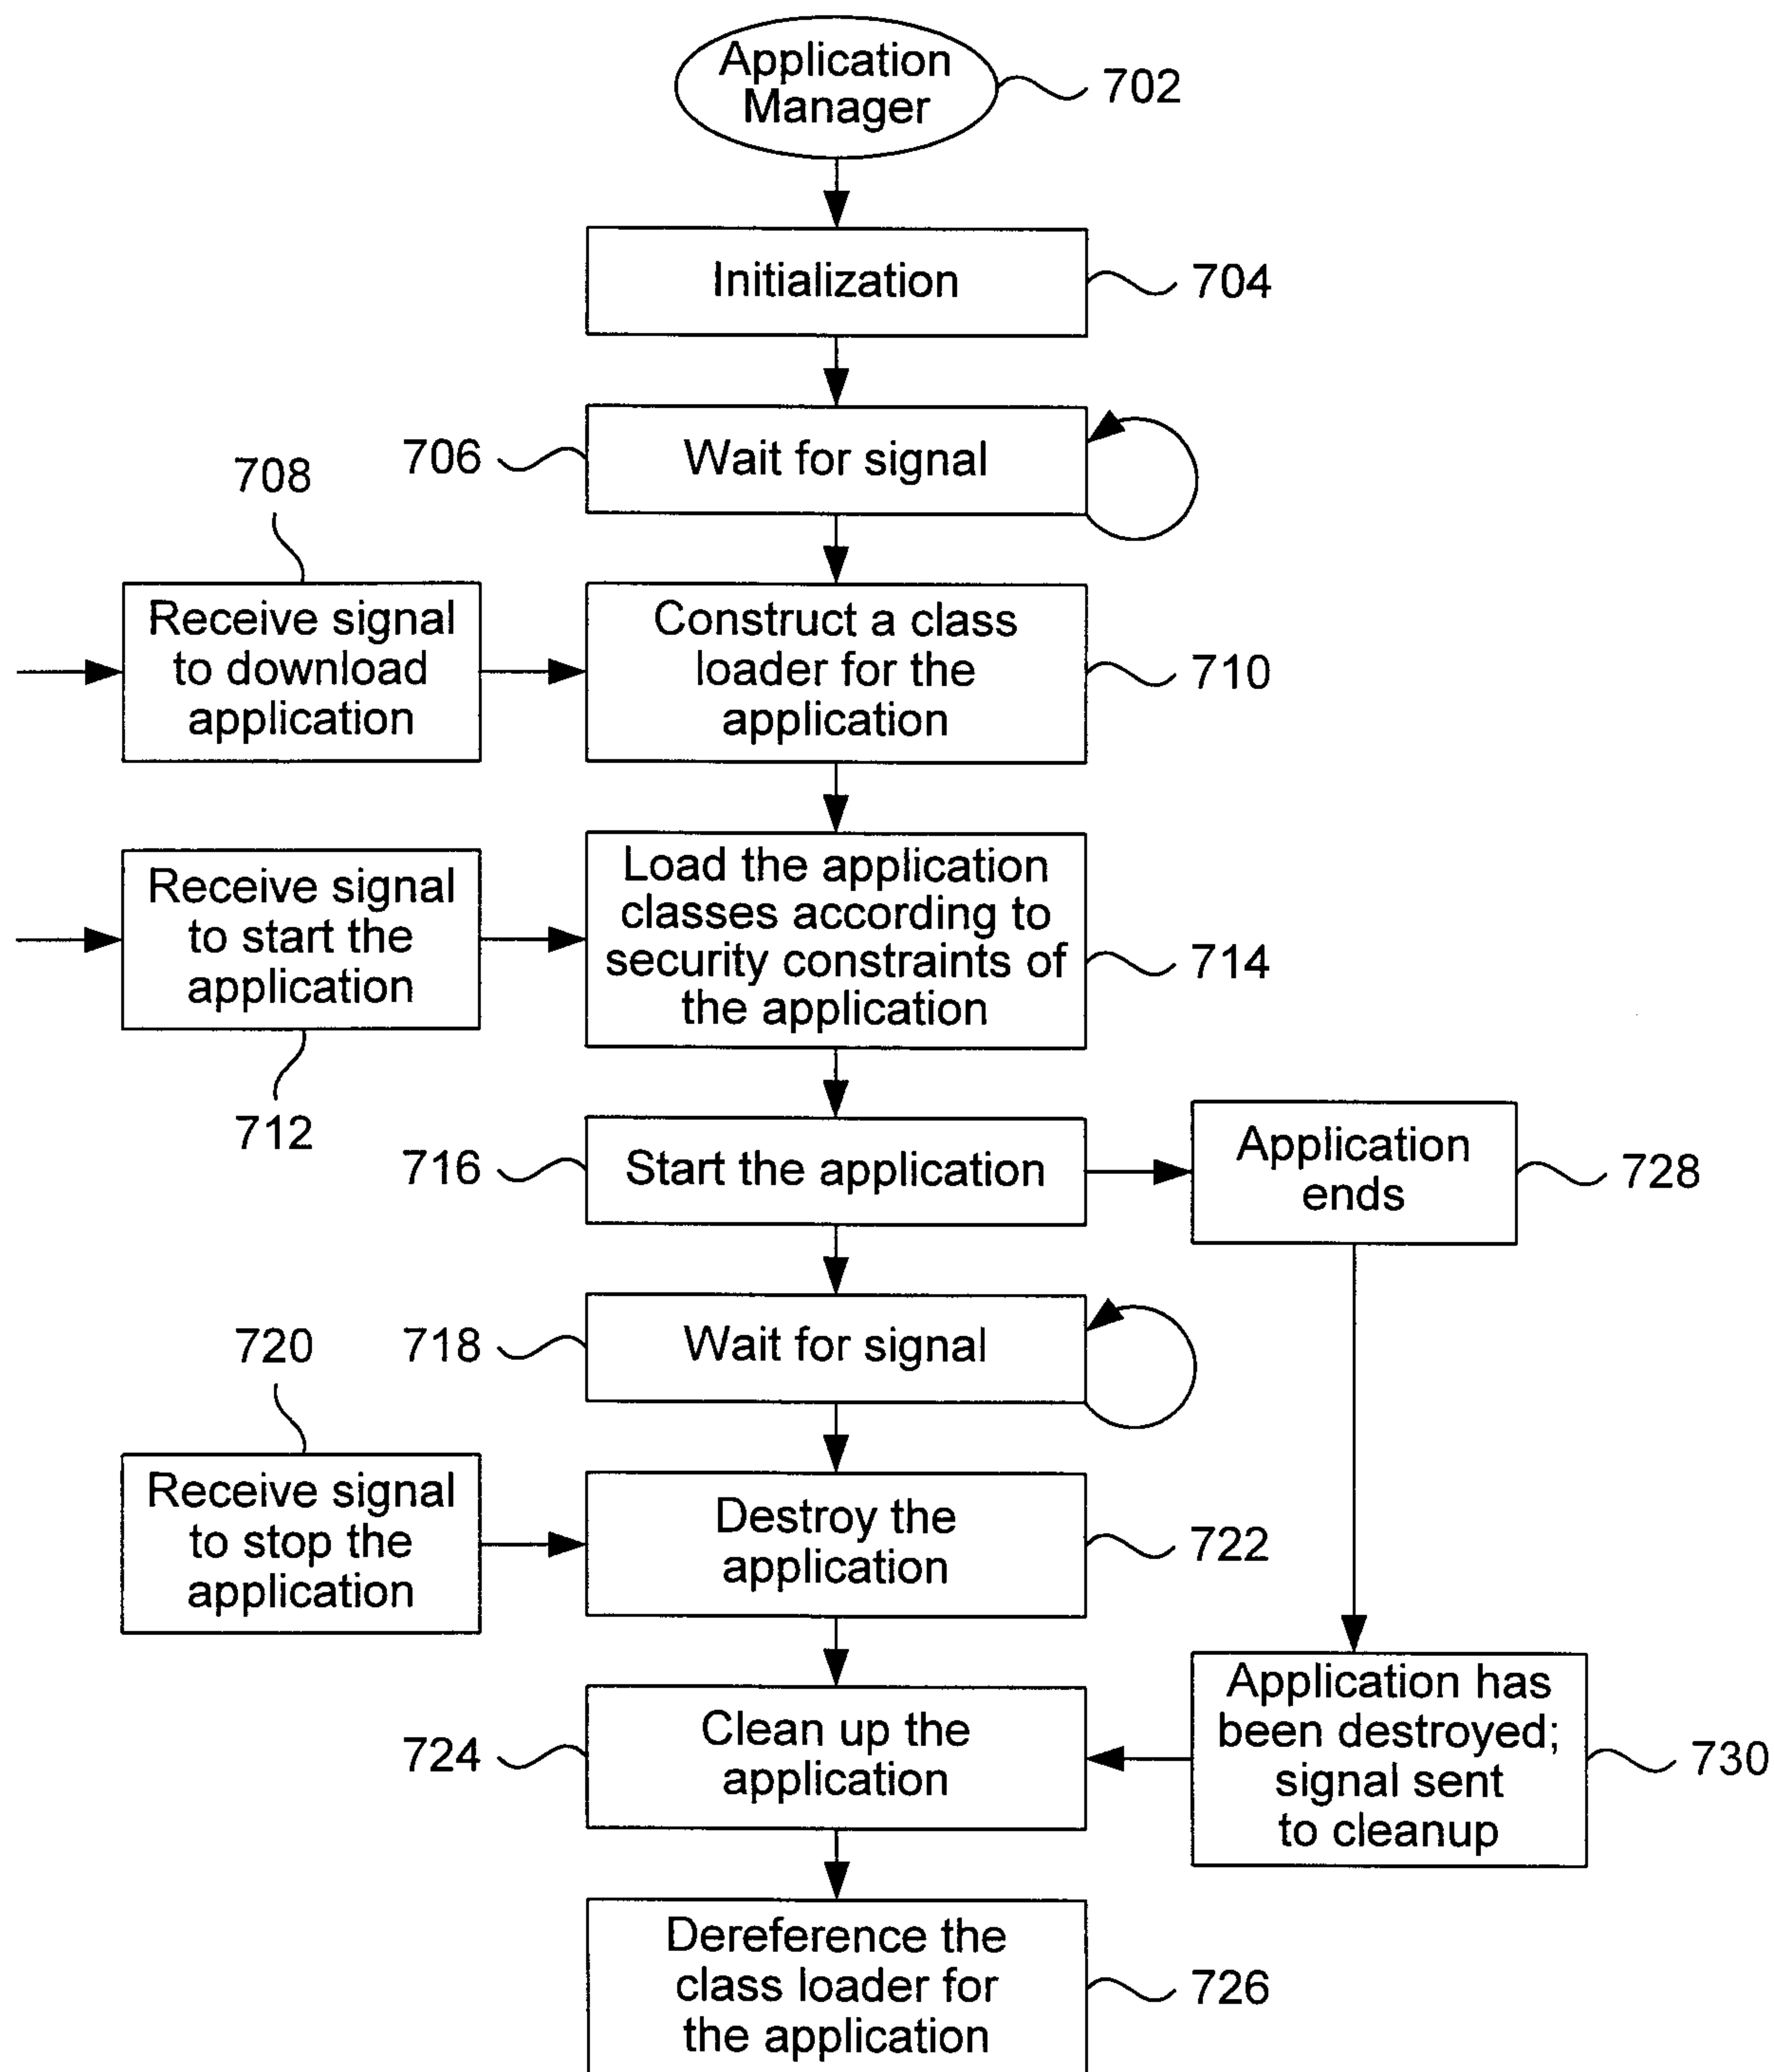 Application
Manager
702
Initialization
704
706
Wait for signal
708
Receive signal
to download
application
Construct a class
loader for the
application
710
Receive signal
to start the
application
712
Load the application
classes according to
security constraints of
the application
714
716
Start the application
Application
ends
728
718
Wait for signal
720
Receive signal
to stop the
application
Destroy the
application
722
724
Clean up the
application
Application has
been destroyed;
signal sent
to cleanup
730
Dereference the
class loader for
the application
726